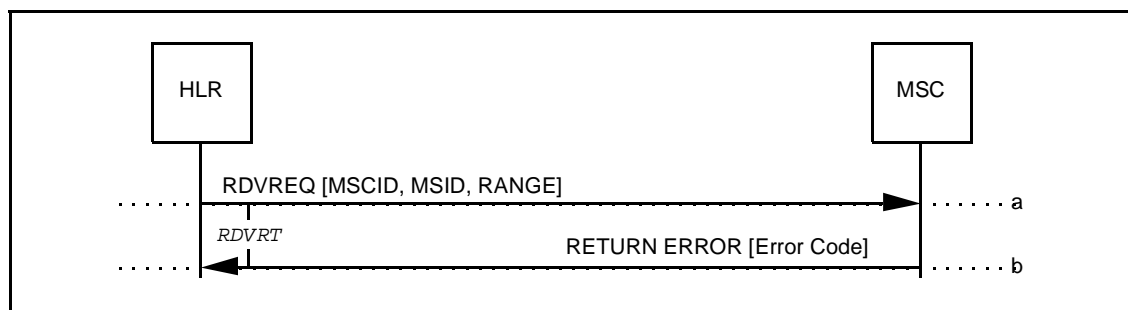 HLR
MSC
RDVREQ [MSCID, MSID, RANGE]
a
RDVRT
RETURN ERROR [Error Code]
b